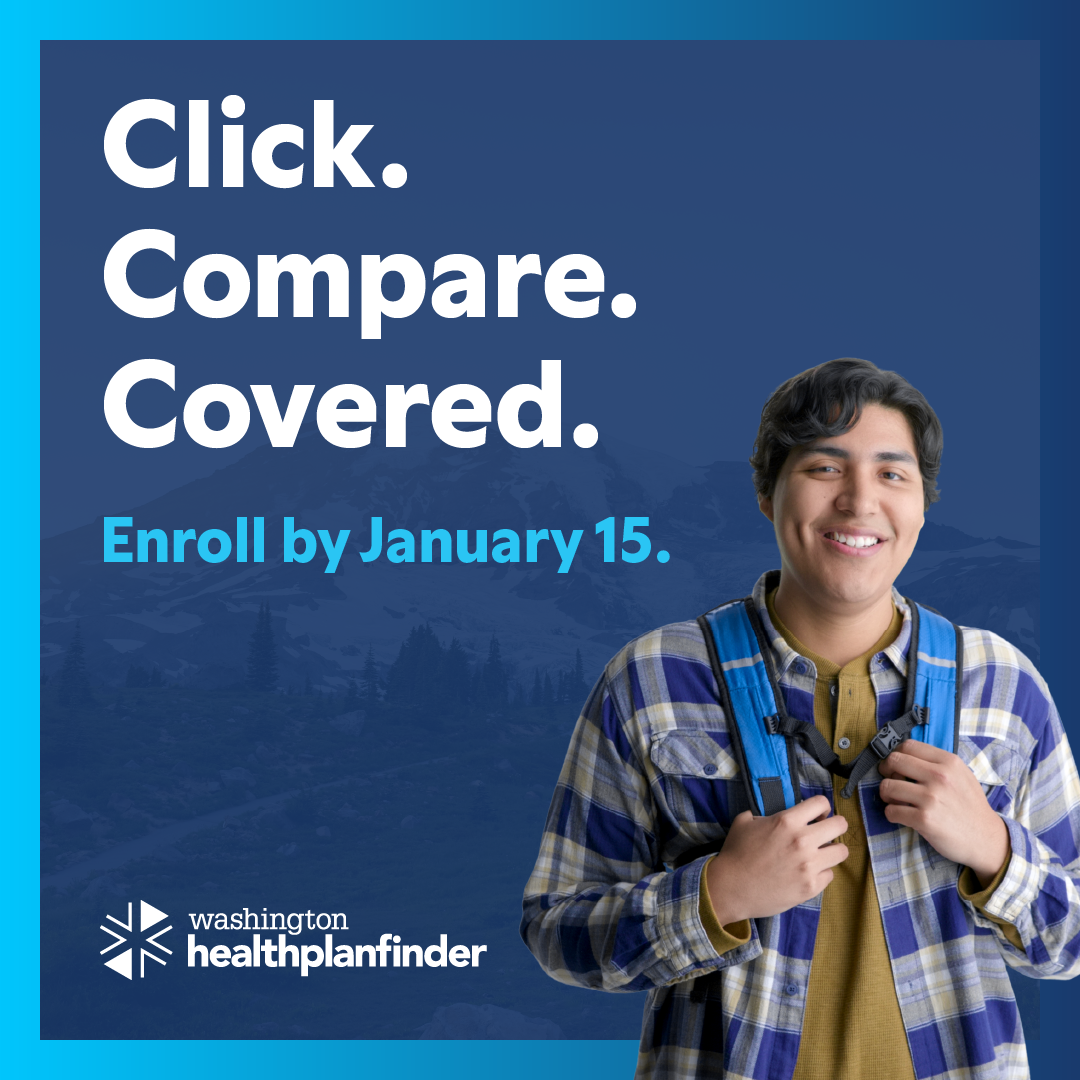 Click.
Compare.
Covered.
Enroll by January 15.
washington
healthplanfinder